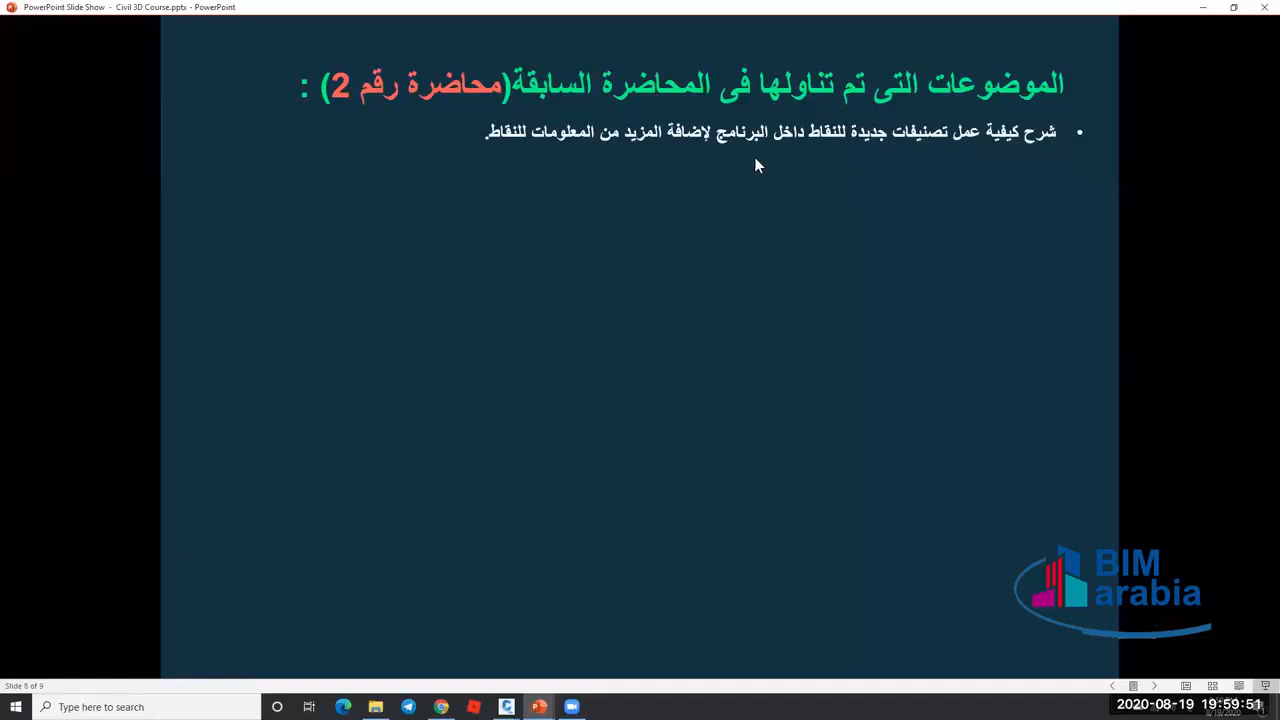 PowerPoint Slide Show - Civil 3D Course.pptx - PowerPoint
الموضوعات التى تم تناولها فى المحاضرة السابقة(محاضرة رقم 2) :
• شرح كيفية عمل تصنيفات جديدة للنقاط داخل البرنامج لإضافة المزيد من المعلومات للنقاط.
BIM
arabia
Slide 8 of 9
Type here to search
2020-08-19 19:59:51